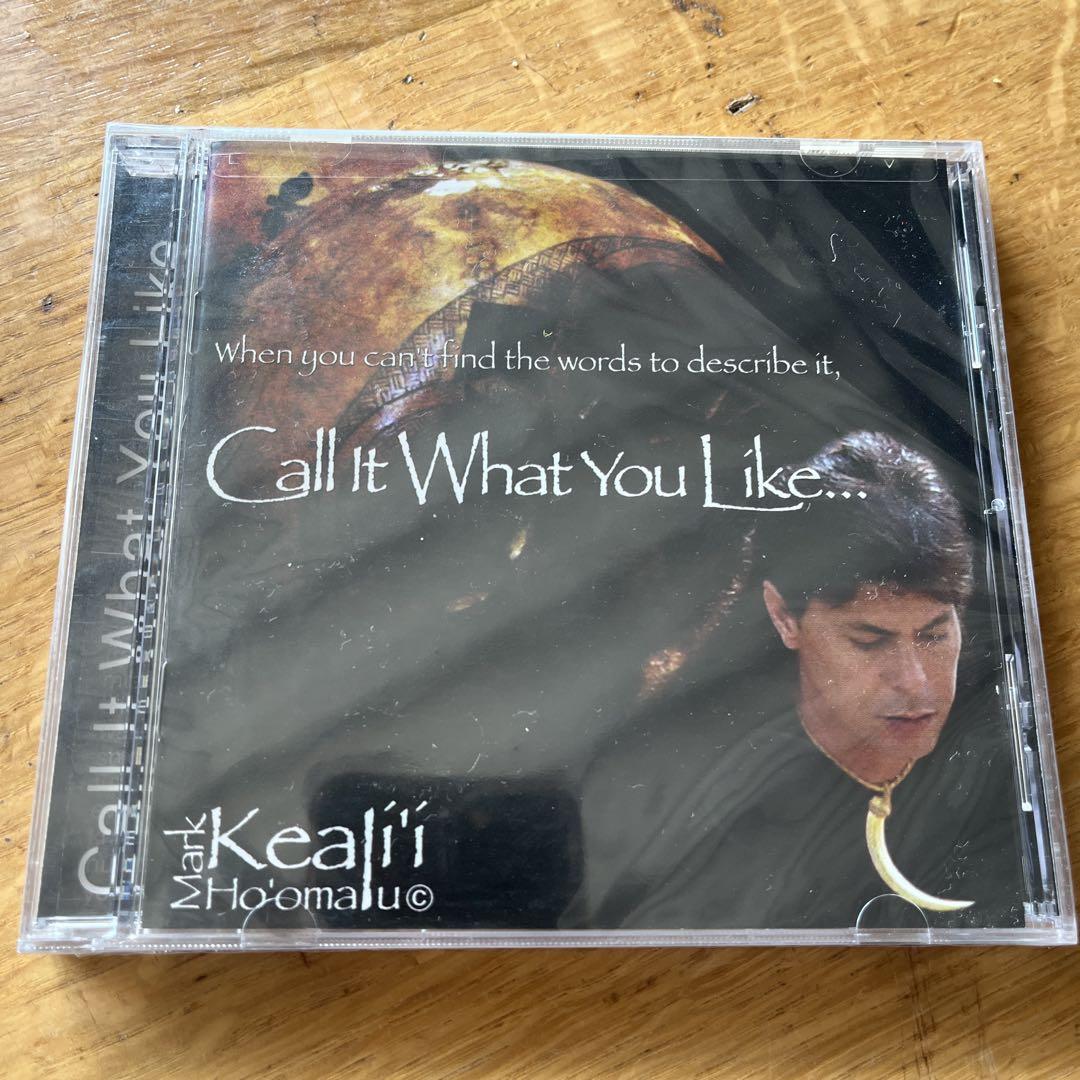 When you can't find the words to describe it,
Call It What You Like...
Mark
Keali'i
Ho'omalu©
Call It What You Like